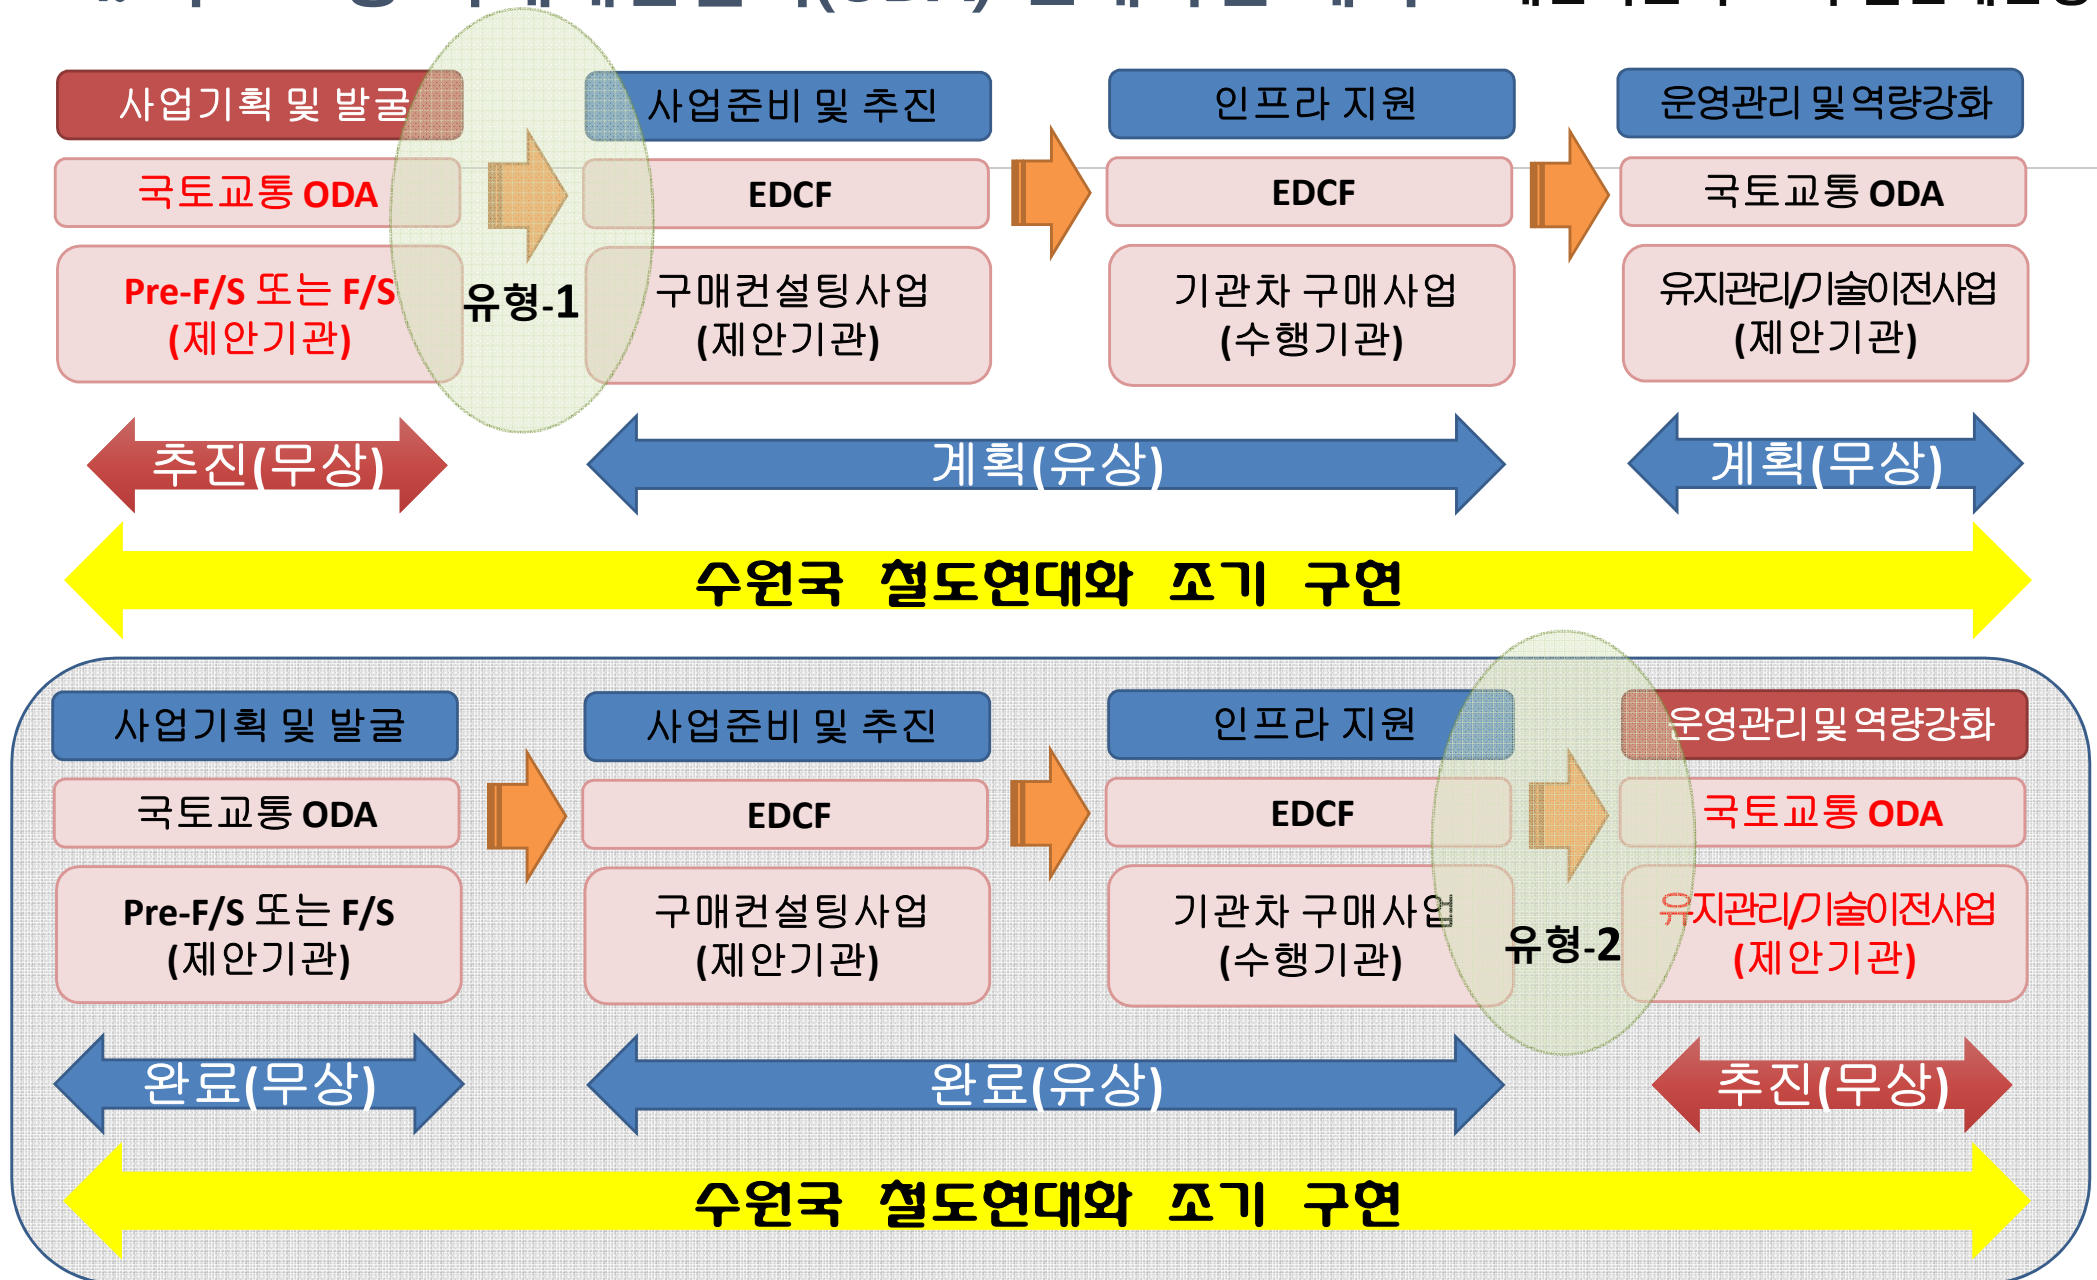 사업기획 및 발굴
사업준비 및 추진
인프라 지원
운영관리 및 역량강화
국토교통 ODA
EDCF
EDCF
국토교통 ODA
Pre-F/S 또는 F/S
(제안기관)
유형-1
구매컨설팅사업
(제안기관)
기관차 구매사업
(수행기관)
유지관리/기술이전사업
(제안기관)
추진(무상)
계획(유상)
계획(무상)
수원국 철도현대화 조기 구현
사업기획 및 발굴
사업준비 및 추진
인프라 지원
운영관리 및 역량강화
국토교통 ODA
EDCF
EDCF
국토교통 ODA
Pre-F/S 또는 F/S
(제안기관)
구매컨설팅사업
(제안기관)
기관차 구매사업
(수행기관)
유형-2
유지관리/기술이전사업
(제안기관)
완료(무상)
완료(유상)
추진(무상)
수원국 철도현대화 조기 구현